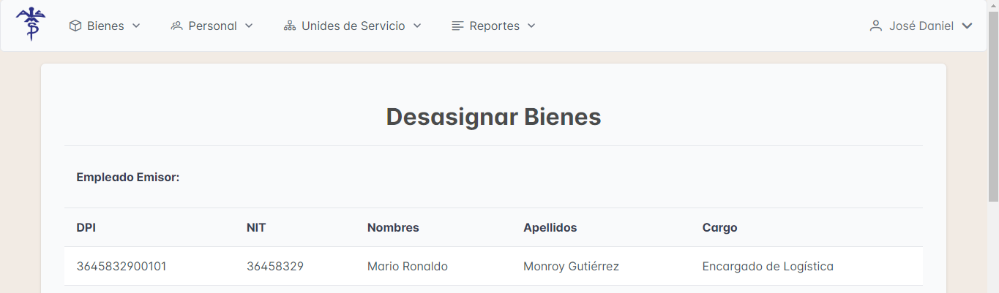 Bienes Personal Unides de Servicio Reportes José Daniel
Desasignar Bienes
Empleado Emisor:
DPI NIT Nombres Apellidos Cargo
3645832900101 36458329 Mario Ronaldo Monroy Gutiérrez Encargado de Logística